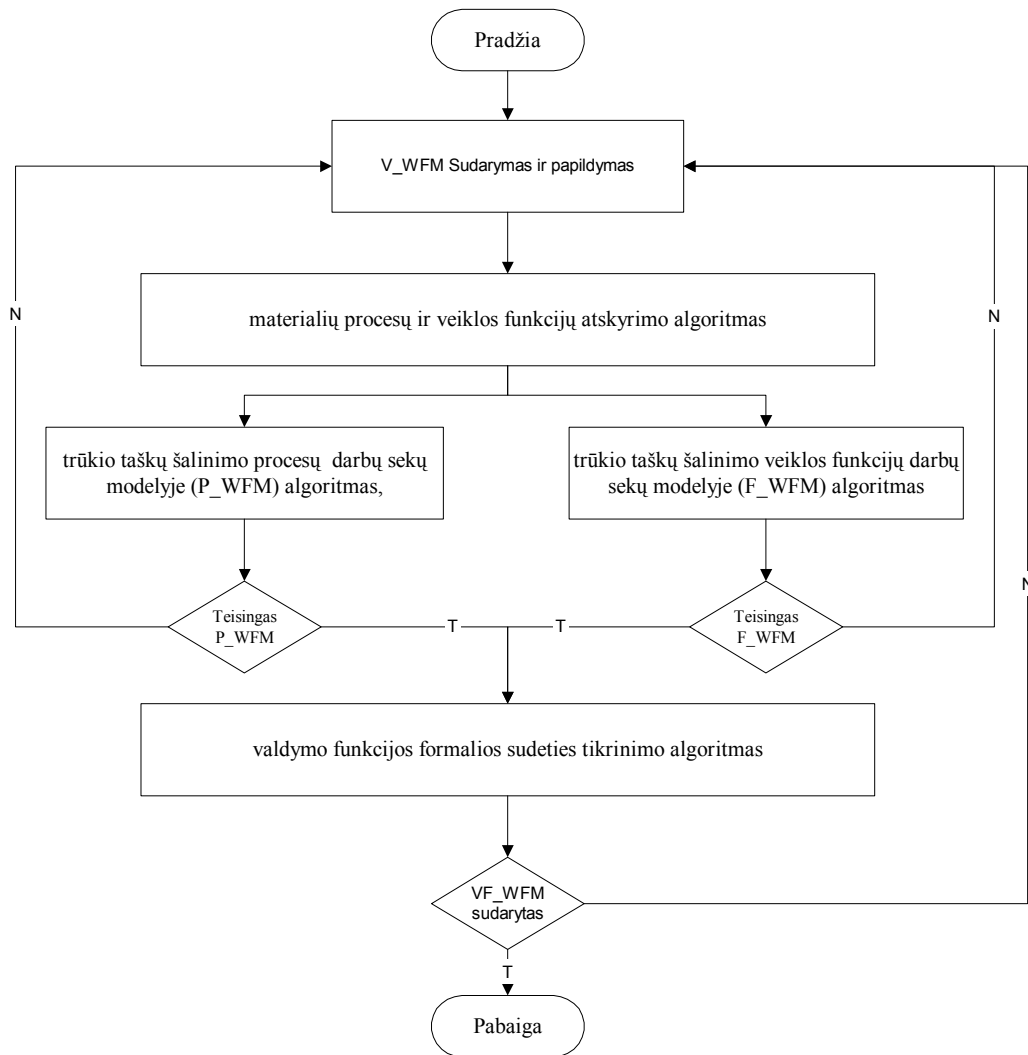 Pradžia
V_WFM Sudarymas ir papildymas
materialių procesų ir veiklos funkcijų atskyrimo algoritmas
N
N
trūkio taškų šalinimo procesų darbų sekų
modelyje (P_WFM) algoritmas,
trūkio taškų šalinimo veiklos funkcijų darbų
sekų modelyje (F_WFM) algoritmas
N
Teisingas
P_WFM
T
T
Teisingas
F_WFM
valdymo funkcijos formalios sudeties tikrinimo algoritmas
VF_WFM
sudarytas
T
Pabaiga